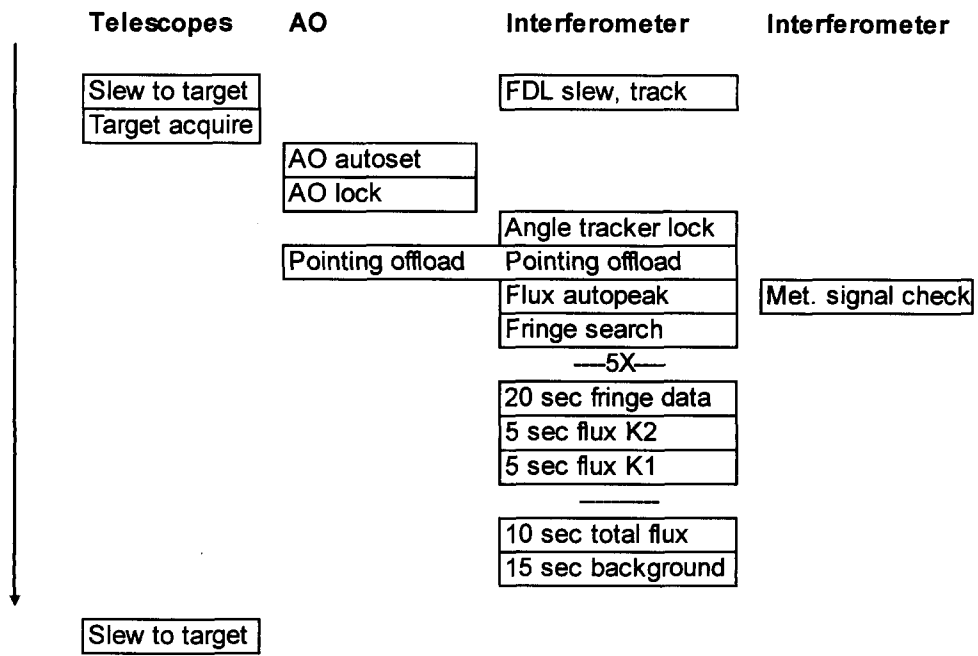 Telescopes AO Interferometer Interferometer
Slew to target FDL slew, track
Target acquire
AO autoset
AO lock
Angle tracker lock
Pointing offload Pointing offload
Flux autopeak Met. signal check
Fringe search
----5X----
20 sec fringe data
5 sec flux K2
5 sec flux K1
----------
10 sec total flux
15 sec background
Slew to target